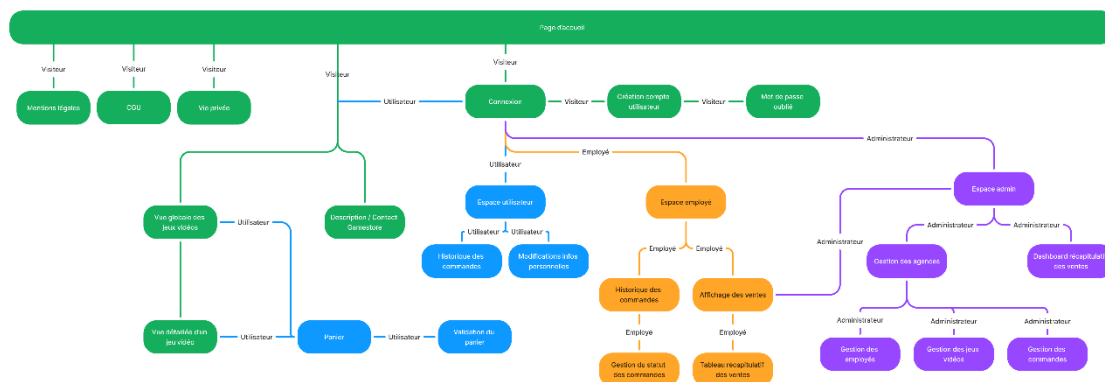 Page d'accueil
Visiteur
Visiteur
Visiteur
Visiteur
Visiteur
Mentions légales
CGU
Vie privée
Utilisateur
Connexion
Visiteur
Création compte
utilisateur
Visiteur
Mot de passe
oublié
Administrateur
Employé
Utilisateur
Espace admin
Espace utilisateur
Espace employé
Vue globale des
jeux vidéos
Utilisateur
Description / Contact
Gamestore
Utilisateur
Utilisateur
Administrateur
Administrateur
Employé
Employé
Administrateur
Historique des
commandes
Modifications infos
personnelles
Gestion des agences
Dashboard récapitulatif
des ventes
Historique des
commandes
Affichage des ventes
Vue détaillée d'un
jeu vidéo
Utilisateur
Panier
Utilisateur
Validation du
panier
Employé
Employé
Administrateur
Administrateur
Administrateur
Gestion du statut
des commandes
Tableau récapitulatif
des ventes
Gestion des
employés
Gestion des jeux
vidéos
Gestion des
commandes